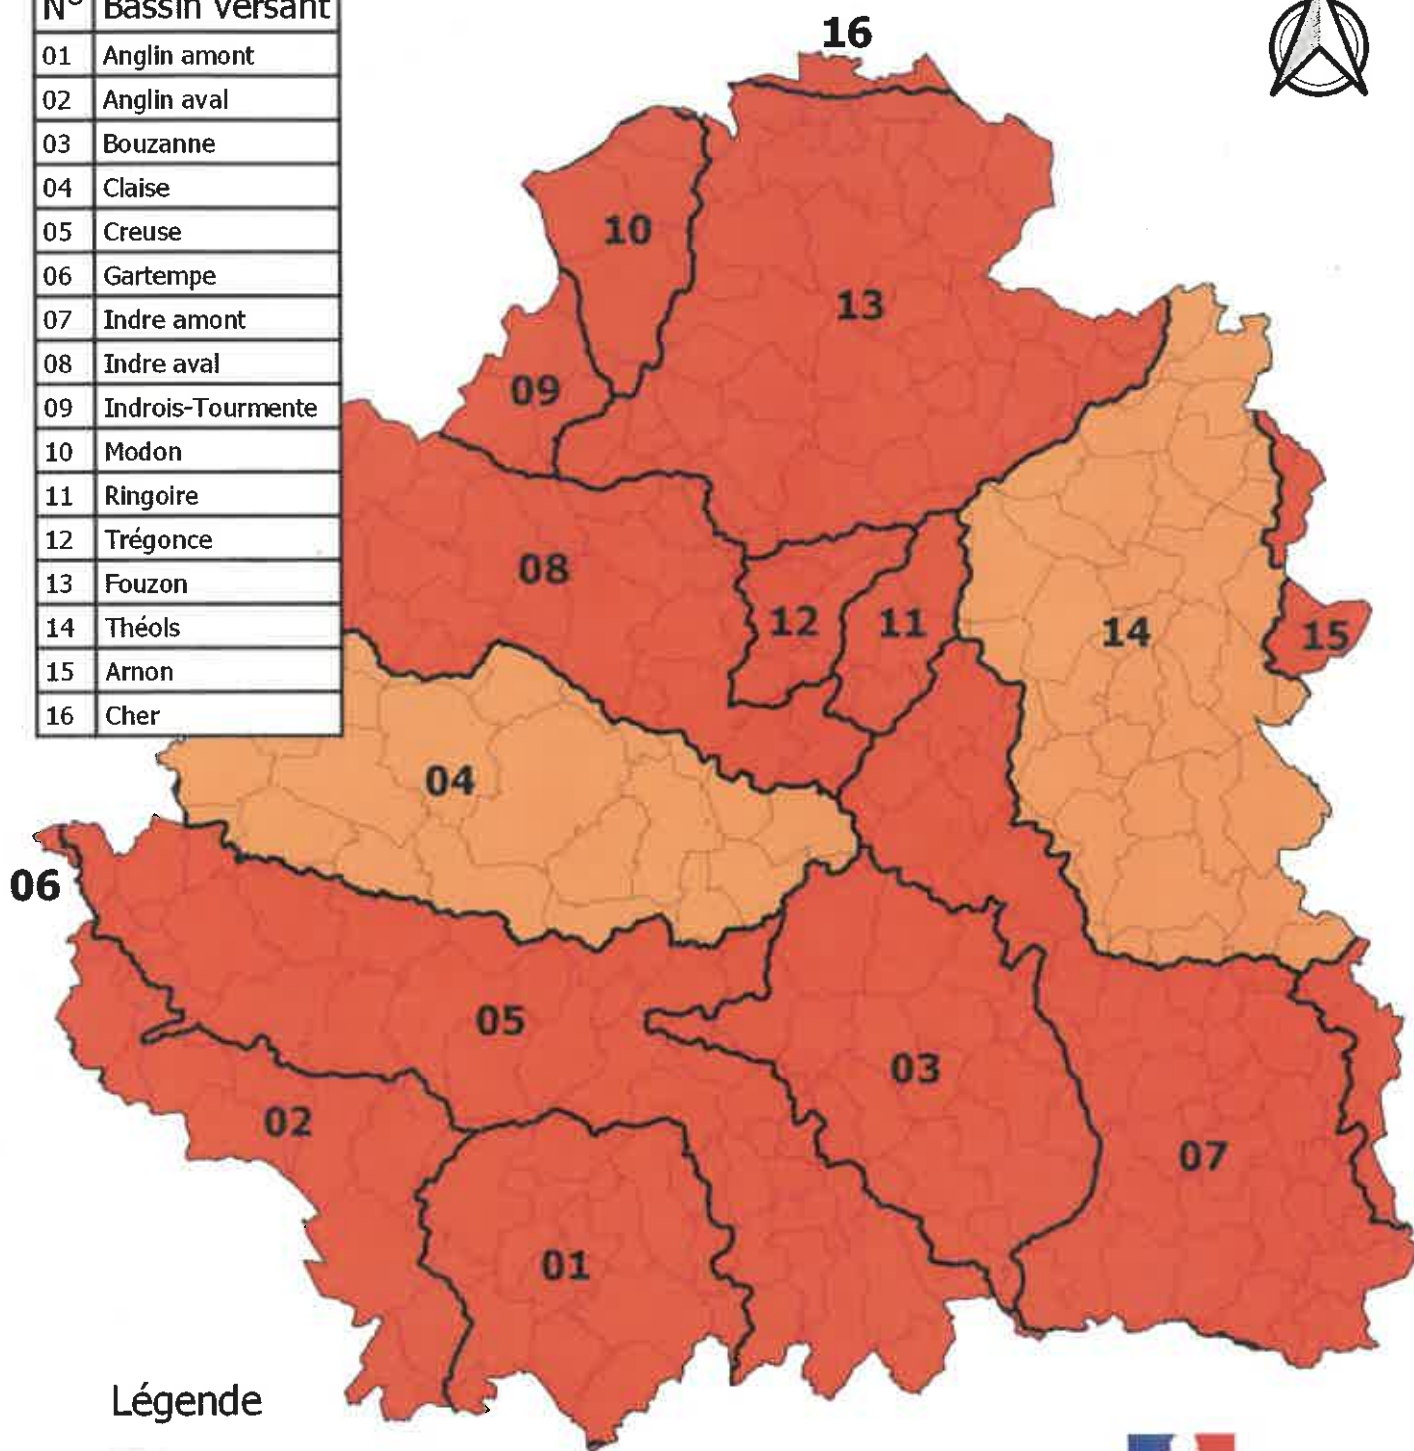 N° Bassin Versant
01 Anglin amont
02 Anglin aval
03 Bouzanne
04 Claise
05 Creuse
06 Gartempe
07 Indre amont
08 Indre aval
09 Indrois-Tourmente
10 Modon
11 Ringoire
12 Trégonce
13 Fouzon
14 Théols
15 Arnon
16 Cher
16
10
13
09
08
12
11
14
15
04
06
05
03
02
07
01
Légende